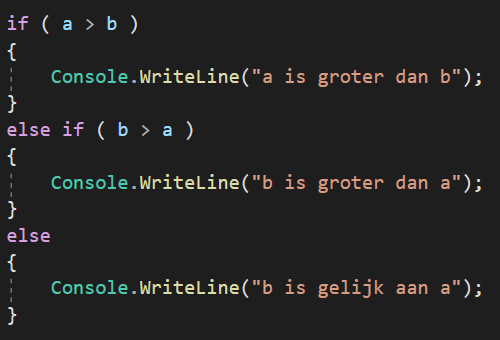 if ( a > b )
{
    Console.WriteLine("a is groter dan b");
}
else if ( b > a )
{
    Console.WriteLine("b is groter dan a");
}
else
{
    Console.WriteLine("b is gelijk aan a");
}